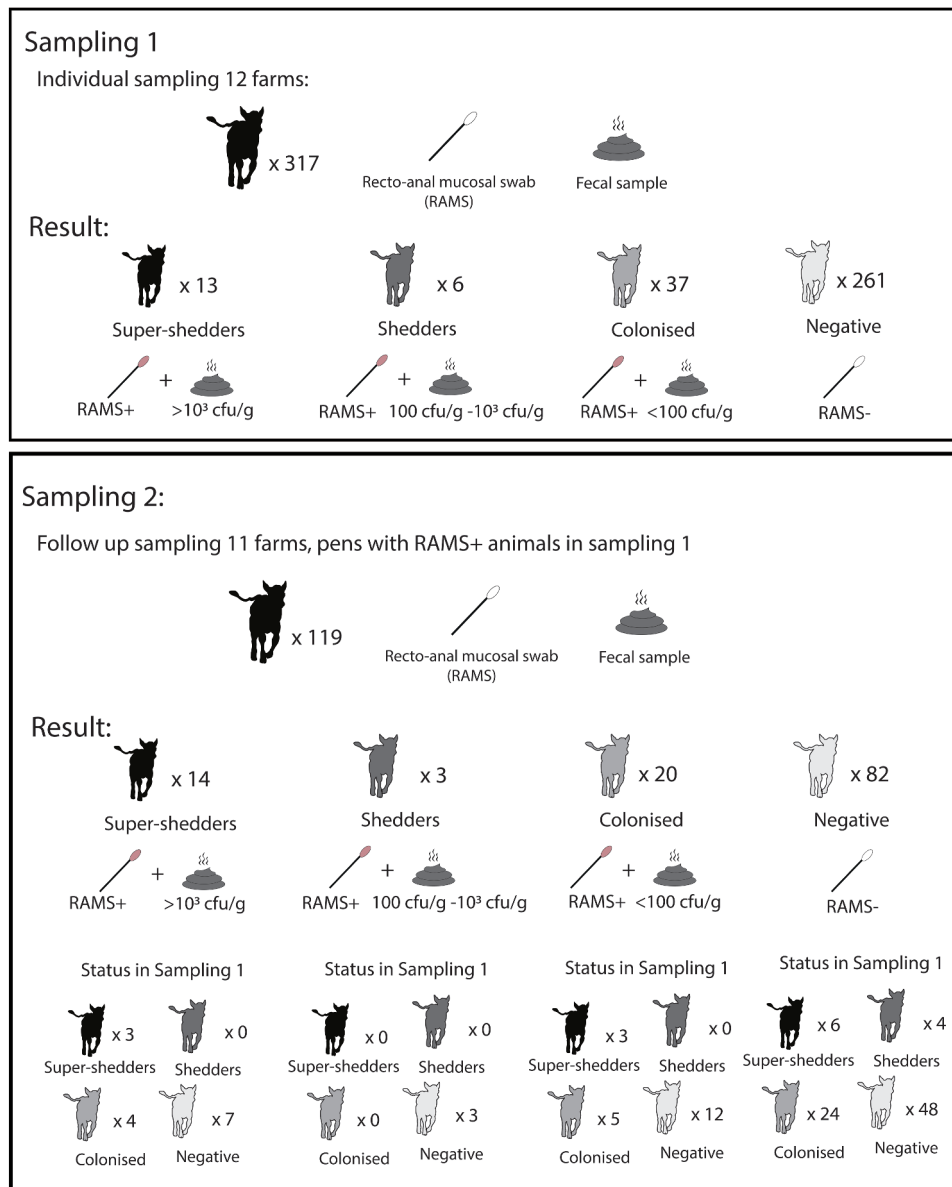 Sampling 1
Individual sampling 12 farms:
x 317
Recto-anal mucosal swab
(RAMS)
Fecal sample
Result:
x 13
x 6
x 37
x 261
Super-shedders
Shedders
Colonised
Negative
+
+
+
RAMS+ >10³ cfu/g
RAMS+ 100 cfu/g -10³ cfu/g
RAMS+ <100 cfu/g
RAMS-
Sampling 2:
Follow up sampling 11 farms, pens with RAMS+ animals in sampling 1
x 119
Recto-anal mucosal swab
(RAMS)
Fecal sample
Result:
x 14
x 3
x 20
x 82
Super-shedders
Shedders
Colonised
Negative
+
+
+
RAMS+ >10³ cfu/g
RAMS+ 100 cfu/g -10³ cfu/g
RAMS+ <100 cfu/g
RAMS-
Status in Sampling 1
x 3
x 0
Super-shedders
Shedders
x 4
x 7
Colonised
Negative
Status in Sampling 1
x 0
x 0
Super-shedders
Shedders
x 0
x 3
Colonised
Negative
Status in Sampling 1
x 3
x 0
Super-shedders
Shedders
x 5
x 12
Colonised
Negative
Status in Sampling 1
x 6
x 4
Super-shedders
Shedders
x 24
x 48
Colonised
Negative